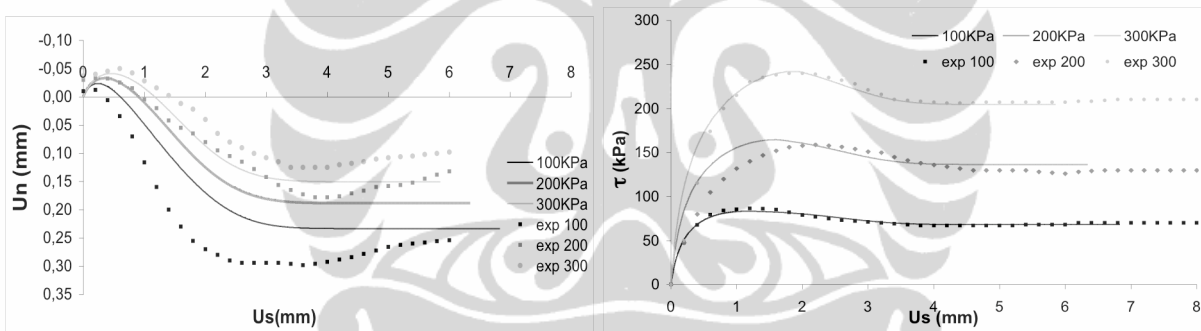 -0,10
-0,05
0 1 2 3 4 5 6 7 8
0,00
0,05
0,10
0,15
0,20
0,25
0,30
0,35
Un (mm)
Us(mm)
100KPa
200KPa
300KPa
exp 100
exp 200
exp 300
300
250
200
150
100
50
0
τ (kPa)
100KPa 200KPa 300KPa
exp 100 exp 200 exp 300
0 1 2 3 4 5 6 7 8
Us (mm)